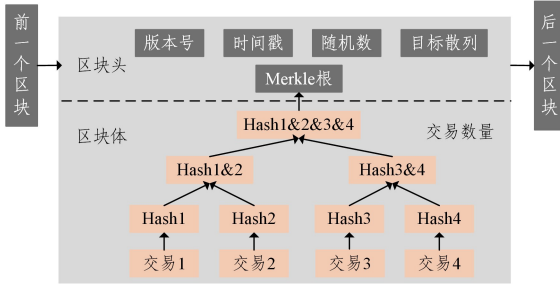 前一个区块
区块头
版本号
时间戳
随机数
目标散列
Merkle根
后一个区块
区块体
交易数量
Hash1&2&3&4
Hash1&2
Hash3&4
Hash1
Hash2
Hash3
Hash4
交易1
交易2
交易3
交易4